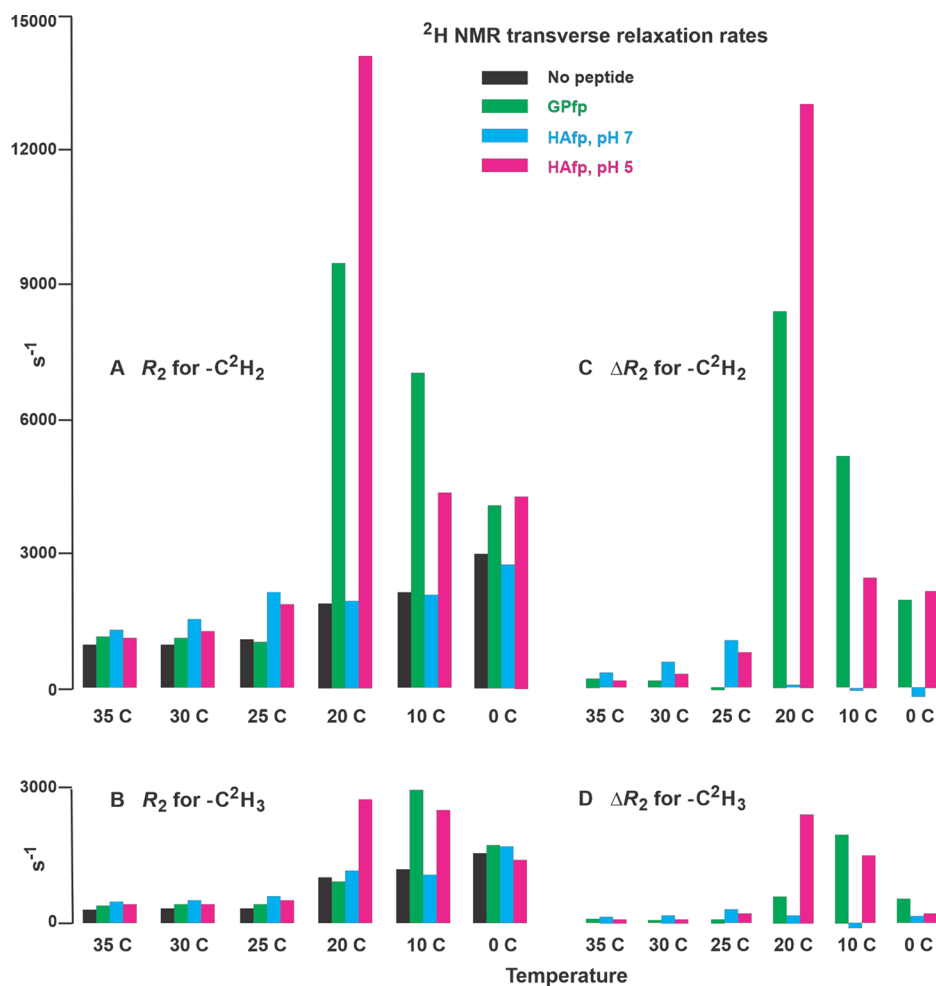 ²H NMR transverse relaxation rates
No peptide
GPfp
HAfp, pH 7
HAfp, pH 5
15000
12000
9000
6000
3000
0
s⁻¹
A R₂ for -C²H₂
C ΔR₂ for -C²H₂
35 C 30 C 25 C 20 C 10 C 0 C
35 C 30 C 25 C 20 C 10 C 0 C
3000
0
s⁻¹
B R₂ for -C²H₃
D ΔR₂ for -C²H₃
35 C 30 C 25 C 20 C 10 C 0 C
35 C 30 C 25 C 20 C 10 C 0 C
Temperature